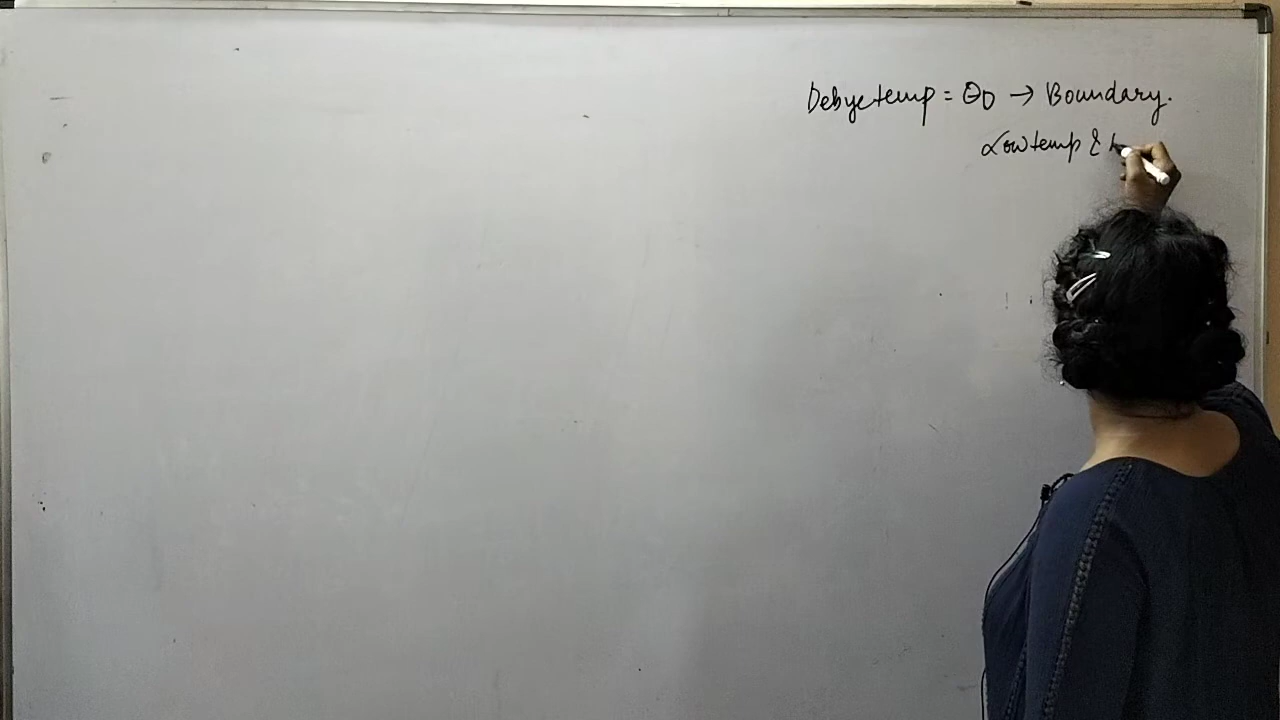 Debye temp = θD → Boundary.
Low temp &